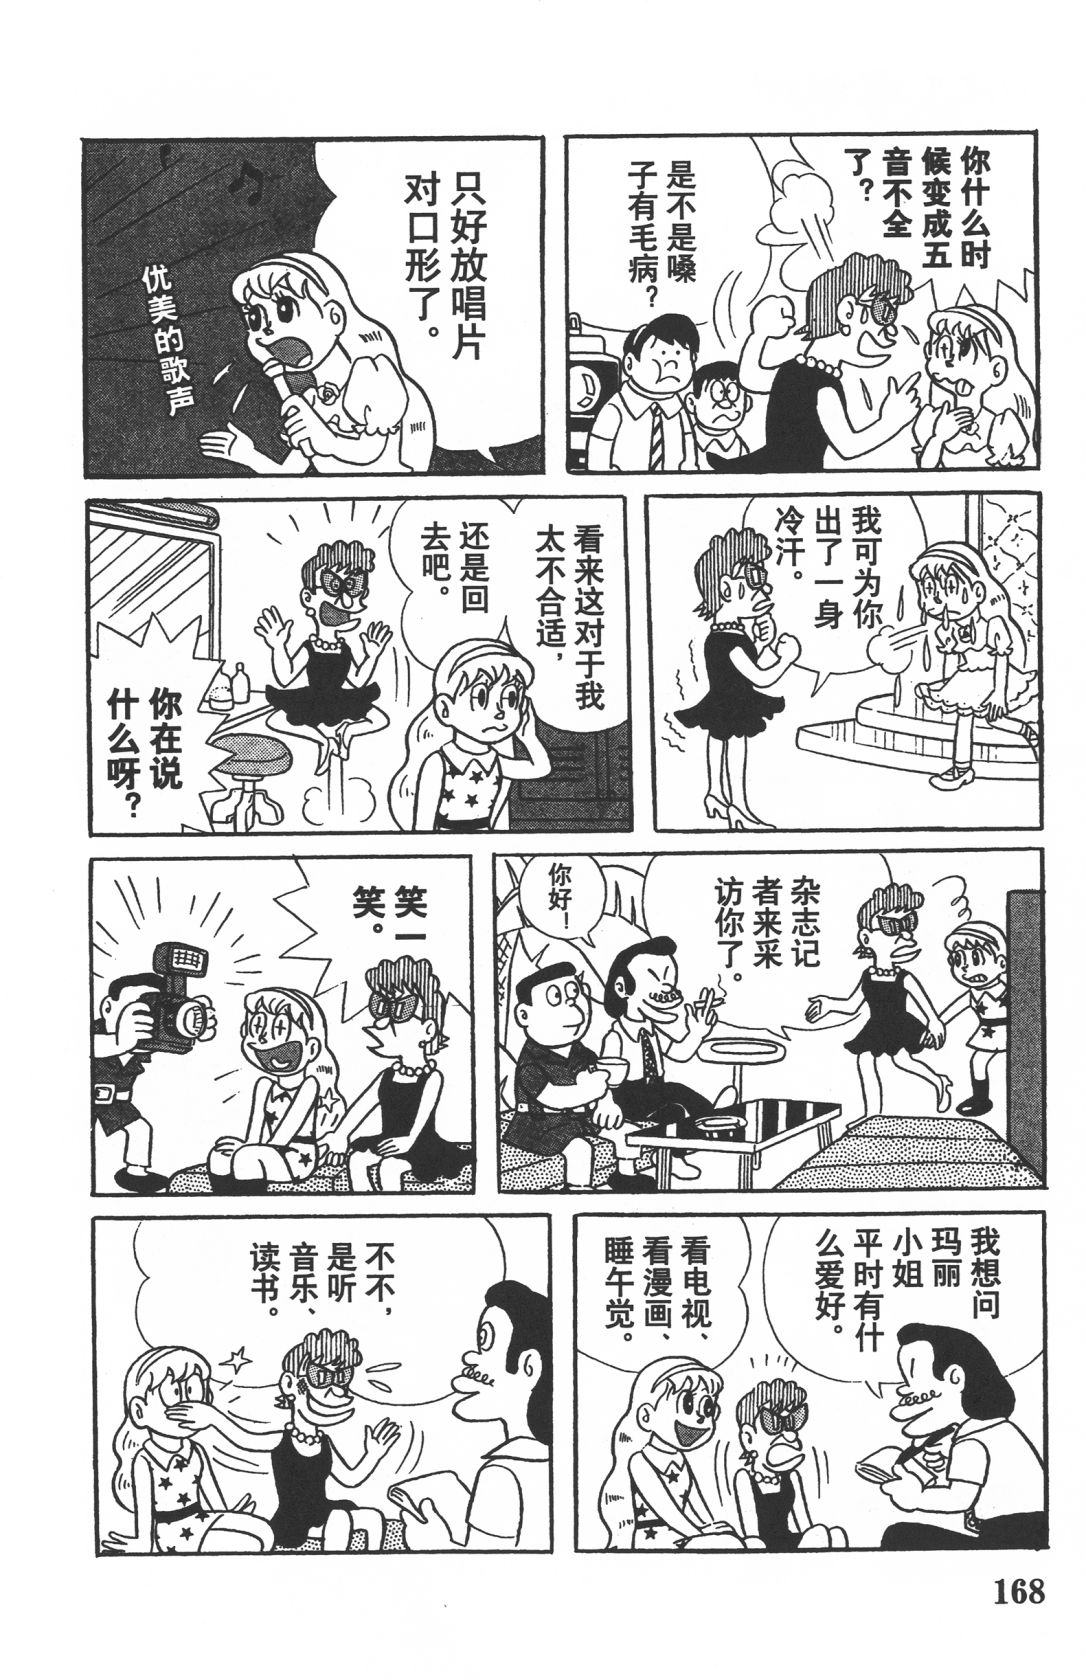 你什么时
候变成五
音不全
了？
是不是嗓
子有毛病？
只好放唱片
对口形了。
优美的歌声
我可为你
出了一身
冷汗。
看来这对于我
太不合适，
还是回
去吧。
你在说
什么呀？
杂志记
者来采
访你了。
你好！
笑一
笑。
我想问
玛丽
小姐
平时有什
么爱好。
看电视、
看漫画、
睡午觉。
不不，
是听
音乐、
读书。
168